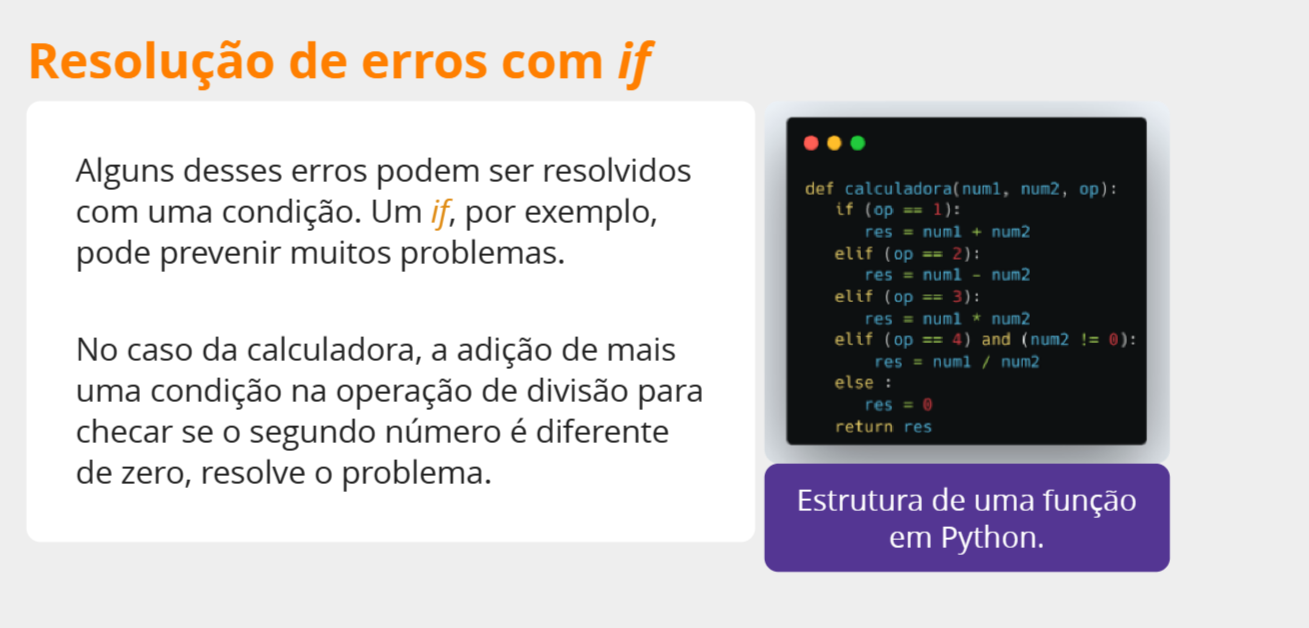 Resolução de erros com if
Alguns desses erros podem ser resolvidos
com uma condição. Um if, por exemplo,
pode prevenir muitos problemas.
No caso da calculadora, a adição de mais
uma condição na operação de divisão para
checar se o segundo número é diferente
de zero, resolve o problema.
def calculadora(num1, num2, op):
if (op == 1):
res = num1 + num2
elif (op == 2):
res = num1 - num2
elif (op == 3):
res = num1 * num2
elif (op == 4) and (num2 != 0):
res = num1 / num2
else :
res = 0
return res
Estrutura de uma função
em Python.